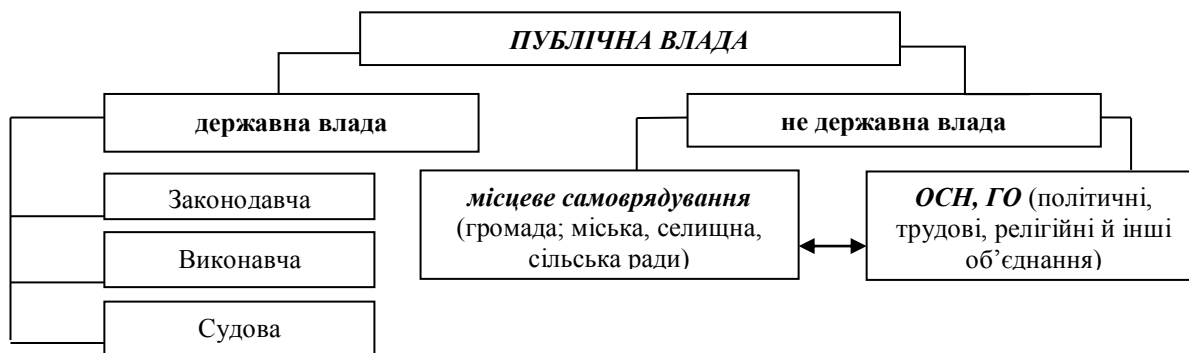 ПУБЛІЧНА ВЛАДА
державна влада
не державна влада
Законодавча
Виконавча
Судова
місцеве самоврядування
(громада; міська, селищна,
сільська ради)
ОСН, ГО (політичні,
трудові, релігійні й інші
об’єднання)